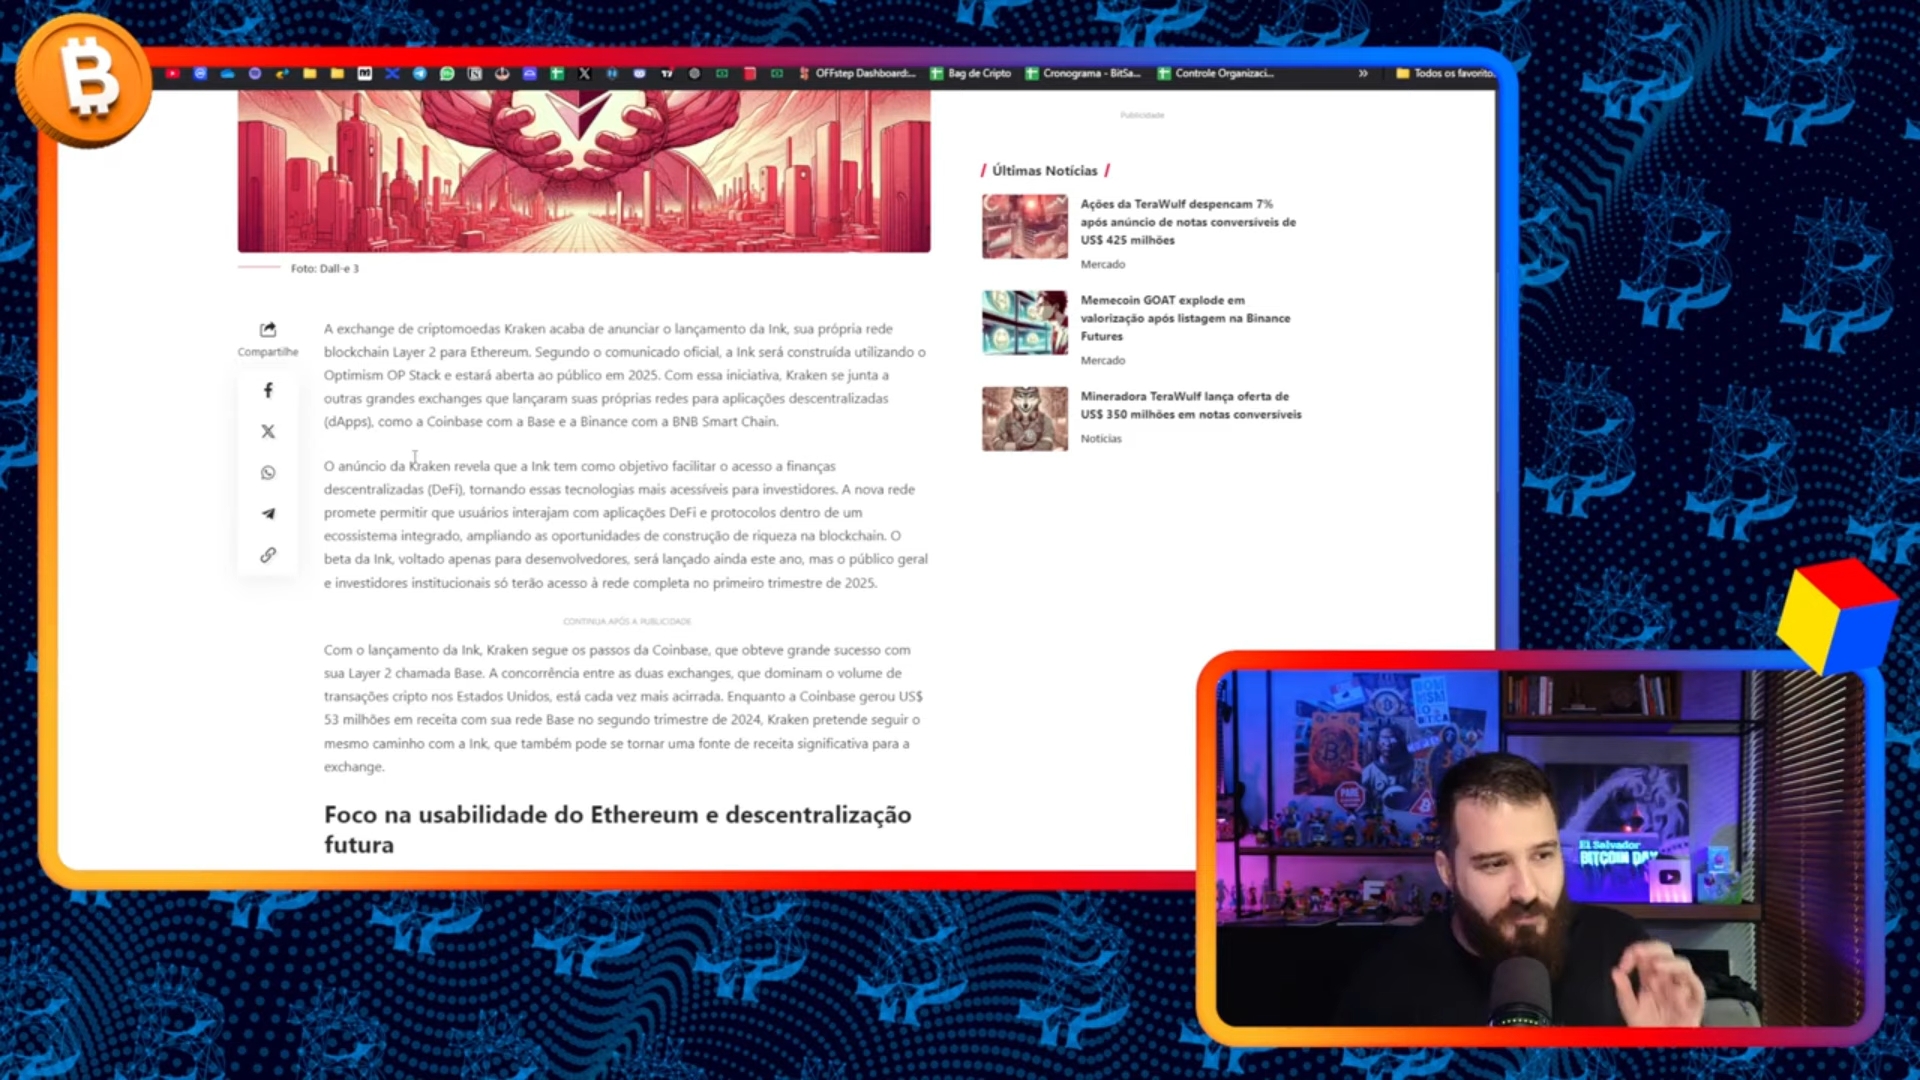 OFFstep Dashboard:...
Bag de Cripto
Cronograma - BitSa...
Controle Organizaci...
»
Todos os favorito
Foto: Dall-e 3
Compartilhe
A exchange de criptomoedas Kraken acaba de anunciar o lançamento da Ink, sua própria rede
blockchain Layer 2 para Ethereum. Segundo o comunicado oficial, a Ink será construída utilizando o
Optimism OP Stack e estará aberta ao público em 2025. Com essa iniciativa, Kraken se junta a
outras grandes exchanges que lançaram suas próprias redes para aplicações descentralizadas
(dApps), como a Coinbase com a Base e a Binance com a BNB Smart Chain.
O anúncio da Kraken revela que a Ink tem como objetivo facilitar o acesso a finanças
descentralizadas (DeFi), tornando essas tecnologias mais acessíveis para investidores. A nova rede
promete permitir que usuários interajam com aplicações DeFi e protocolos dentro de um
ecossistema integrado, ampliando as oportunidades de construção de riqueza na blockchain. O
beta da Ink, voltado apenas para desenvolvedores, será lançado ainda este ano, mas o público geral
e investidores institucionais só terão acesso à rede completa no primeiro trimestre de 2025.
CONTINUA APÓS A PUBLICIDADE
Com o lançamento da Ink, Kraken segue os passos da Coinbase, que obteve grande sucesso com
sua Layer 2 chamada Base. A concorrência entre as duas exchanges, que dominam o volume de
transações cripto nos Estados Unidos, está cada vez mais acirrada. Enquanto a Coinbase gerou US$
53 milhões em receita com sua rede Base no segundo trimestre de 2024, Kraken pretende seguir o
mesmo caminho com a Ink, que também pode se tornar uma fonte de receita significativa para a
exchange.
Foco na usabilidade do Ethereum e descentralização
futura
Publicidade
/ Últimas Notícias /
Ações da TeraWulf despencam 7%
após anúncio de notas conversíveis de
US$ 425 milhões
Mercado
Memecoin GOAT explode em
valorização após listagem na Binance
Futures
Mercado
Mineradora TeraWulf lança oferta de
US$ 350 milhões em notas conversíveis
Notícias
PARE
El Salvador
BITCOIN DAY